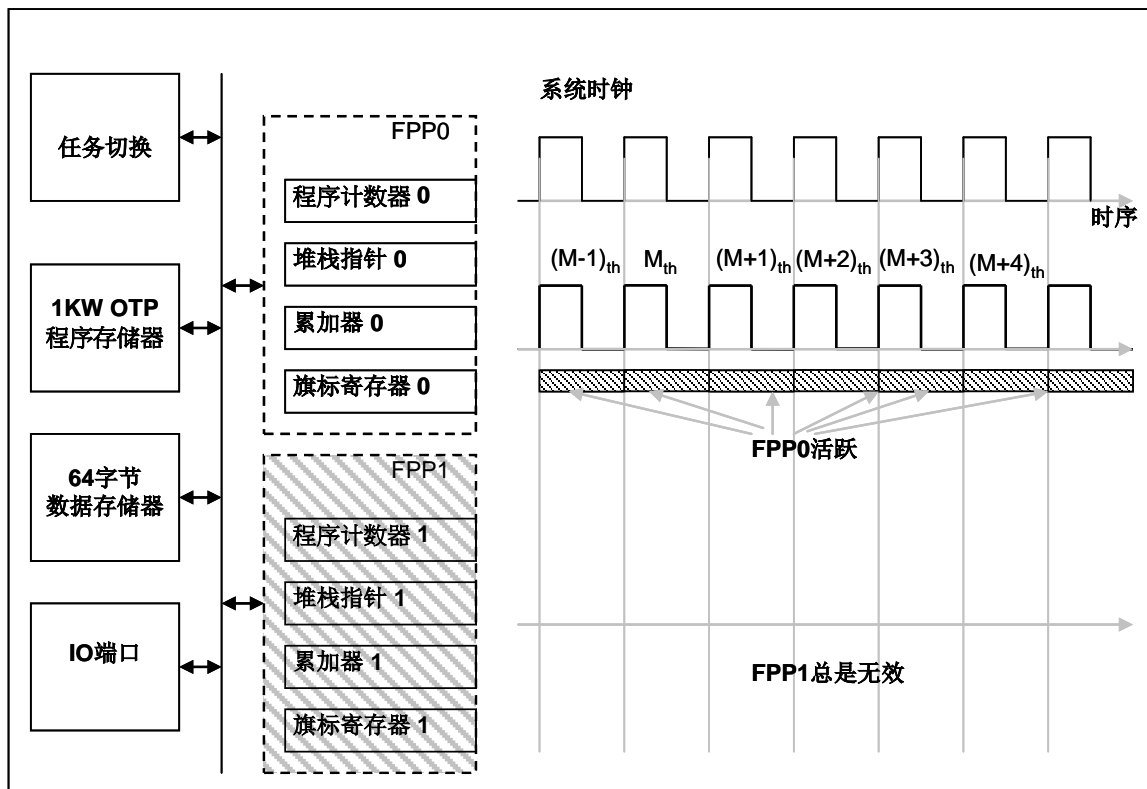 任务切换
1KW OTP
程序存储器
64字节
数据存储器
IO端口
FPP0
程序计数器 0
堆栈指针 0
累加器 0
旗标寄存器 0
FPP1
程序计数器 1
堆栈指针 1
累加器 1
旗标寄存器 1
系统时钟
时序
(M-1)th Mth (M+1)th (M+2)th (M+3)th (M+4)th
FPP0活跃
FPP1总是无效